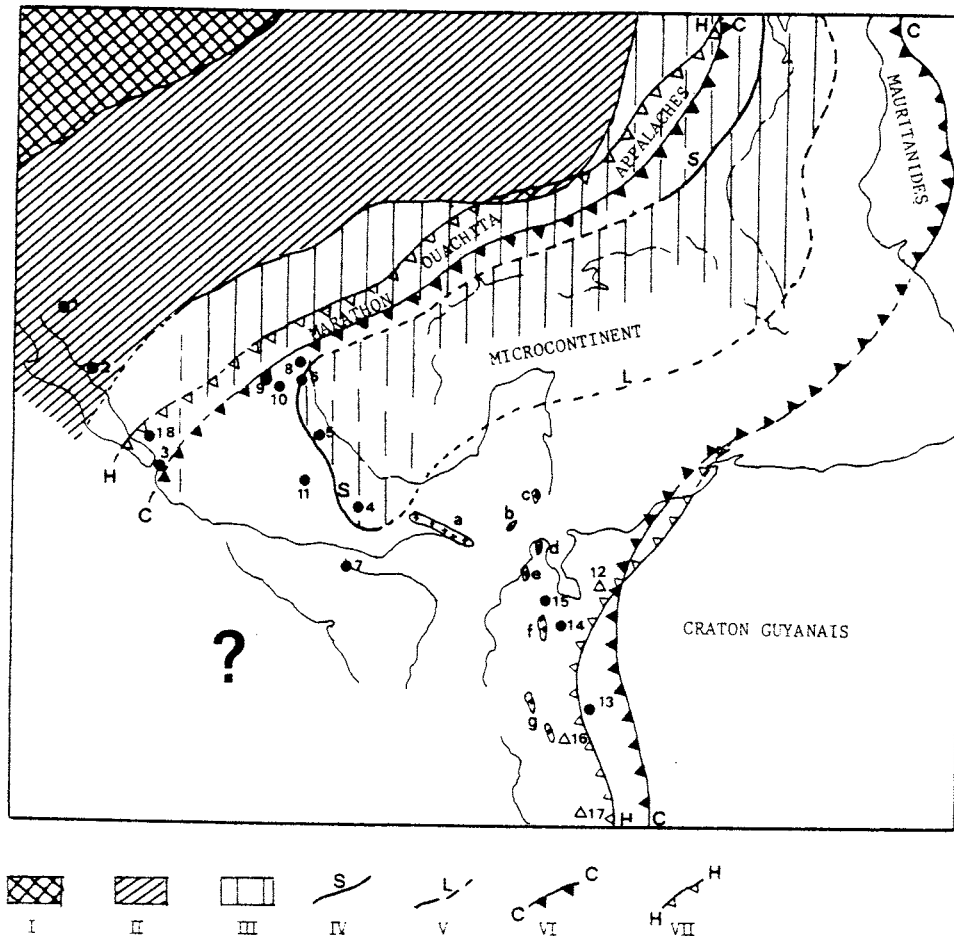 H C
C
APPALACHES
MAURITANIDES
S
OUACHITA
MARATHON
MICROCONTINENT
L
2
8
9
6
10
18
5
3
H
11
S
4
C
a
c
b
d
7
e
12
15
f
14
CRATON GUYANAIS
?
13
g
16
17
H C
S
L
C
C
H
H
I
II
III
IV
V
VI
VII